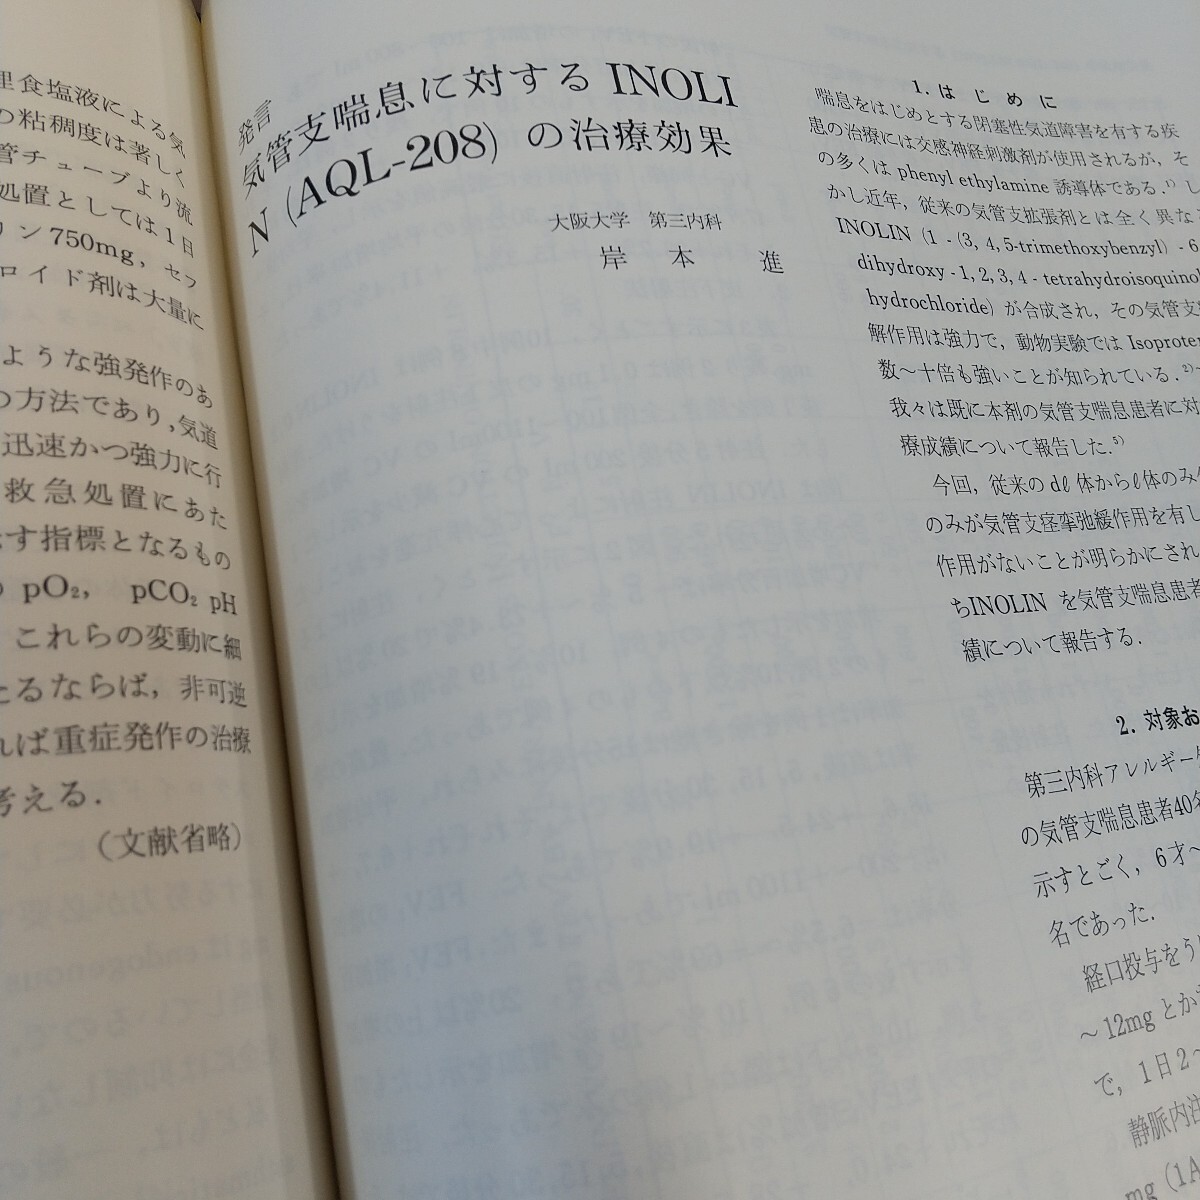 理食塩液による気
の粘稠度は著しく
管チューブより流
処置としては1日
リン750mg，セフ
ロイド剤は大量に
ような強発作のあ
の方法であり，気道
迅速かつ強力に行
救急処置にあた
示す指標となるもの
pO₂， pCO₂ pH
これらの変動に細
たるならば，非可逆
れば重症発作の治療
考える．
（文献省略）
発言
気管支喘息に対する INOLI
N (AQL-208) の治療効果
大阪大学 第三内科
岸本 進
1. はじめに
喘息をはじめとする閉塞性気道障害を有する疾
患の治療には交感神経刺激剤が使用されるが，そ
の多くは phenyl ethylamine 誘導体である.¹⁾ し
かし近年，従来の気管支拡張剤とは全く異な
INOLIN (1 - (3, 4, 5-trimethoxybenzyl) - 6
dihydroxy - 1, 2, 3, 4 - tetrahydroisoquinol
hydrochloride) が合成され，その気管支
解作用は強力で，動物実験では Isoproter
数～十倍も強いことが知られている.²⁾～
我々は既に本剤の気管支喘息患者に対
療成績について報告した.⁵⁾
今回，従来の dℓ 体からℓ体のみ
のみが気管支痙攣弛緩作用を有し
作用がないことが明らかにされ
ちINOLIN を気管支喘息患者
績について報告する．
2. 対象お
第三内科アレルギー
の気管支喘息患者40名
示すとごく，6才～
名であった．
経口投与をう
～12mg とか
で，1日2～
静脈内注
mg (1A